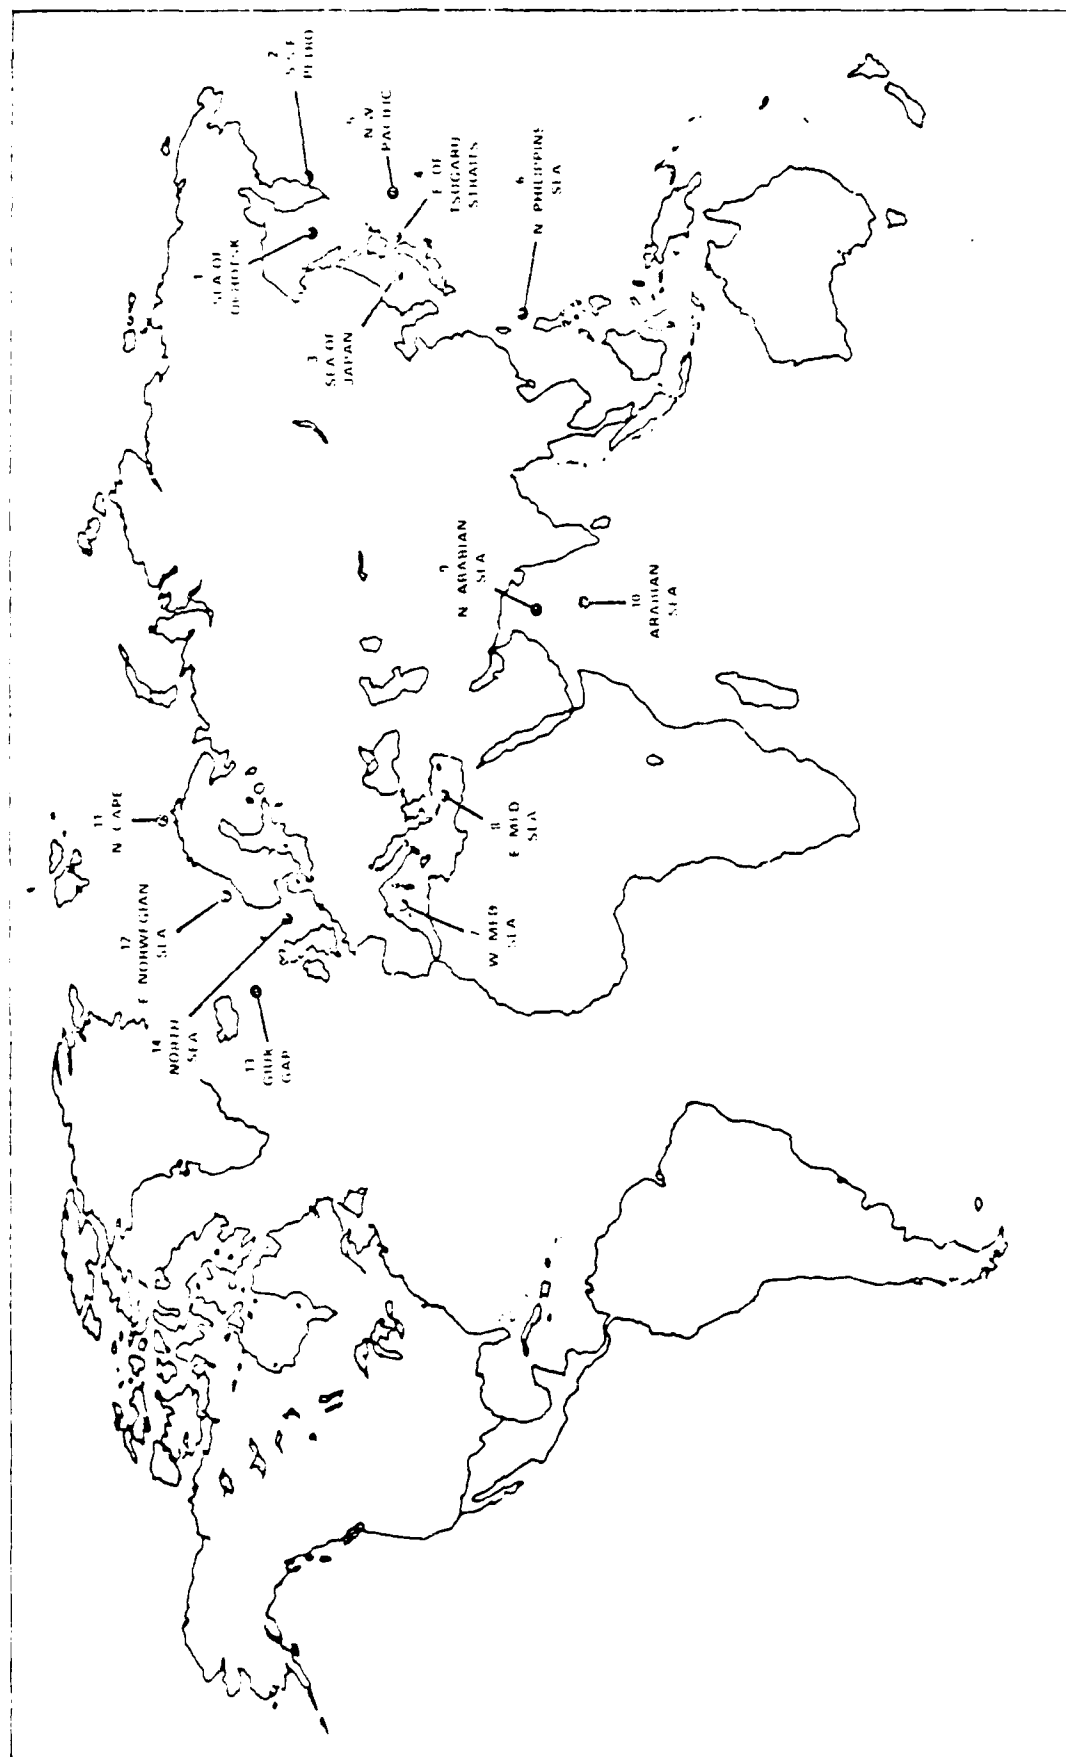 1
SEA OF
OKHOTSK
2
S.S.E
PETRO
3
SEA OF
JAPAN
4
E OF
TSOGARU
STRAITS
5
N.W
PACIFIC
6
N PHILIPPINE
SEA
7
W MED
SEA
8
E MED
SEA
9
N ARABIAN
SEA
10
ARABIAN
SEA
11
N CAPE
12
E NORWEGIAN
SEA
13
GIUK
GAP
14
NORTH
SEA